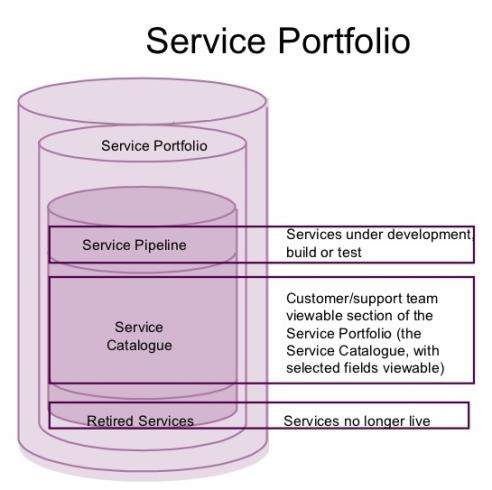 Service Portfolio
Service Portfolio
Service Pipeline
Services under development,
build or test
Service
Catalogue
Customer/support team
viewable section of the
Service Portfolio (the
Service Catalogue, with
selected fields viewable)
Retired Services
Services no longer live